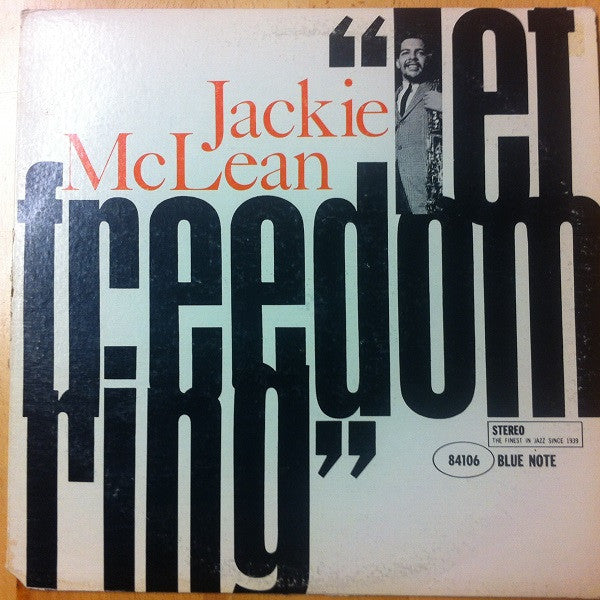 “let
Jackie
McLean
freedom
ring”
STEREO
THE FINEST IN JAZZ SINCE 1939
84106 BLUE NOTE